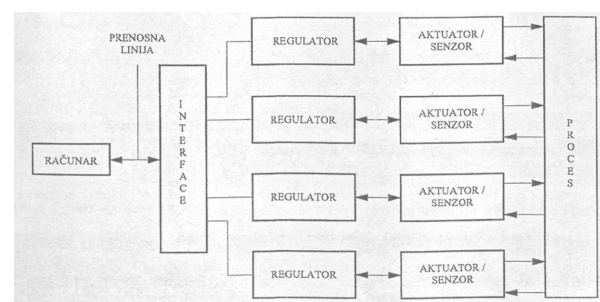 PRENOSNA
LINIJA
RAČUNAR
INTERFACE
REGULATOR
AKTUATOR /
SENZOR
REGULATOR
AKTUATOR /
SENZOR
REGULATOR
AKTUATOR /
SENZOR
REGULATOR
AKTUATOR /
SENZOR
PROCES